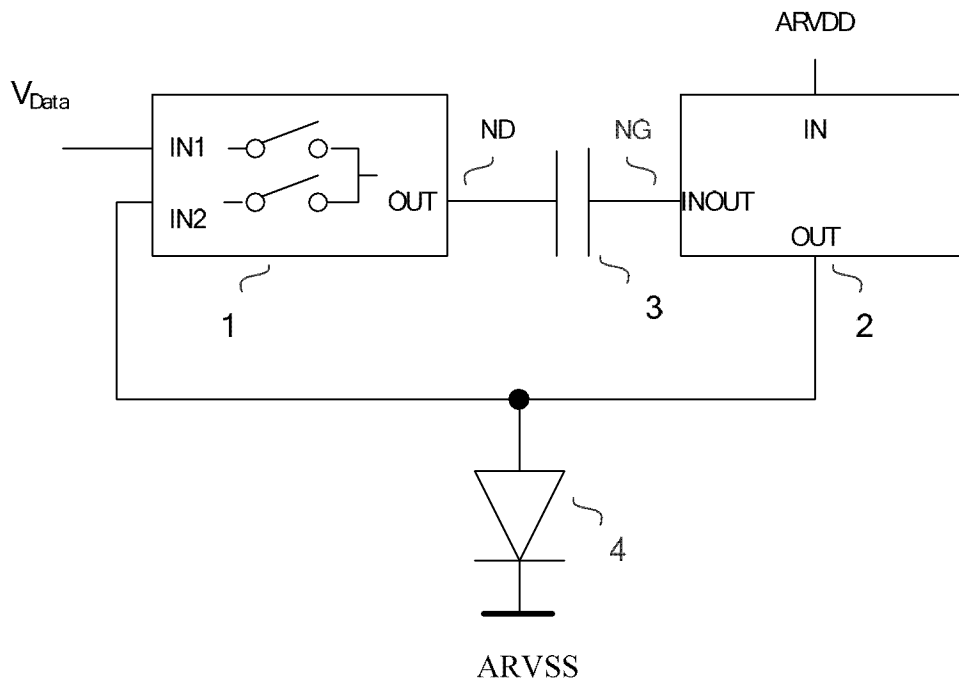 ARVDD
VData
IN1
IN2
OUT
ND
NG
IN
INOUT
OUT
1
3
2
4
ARVSS